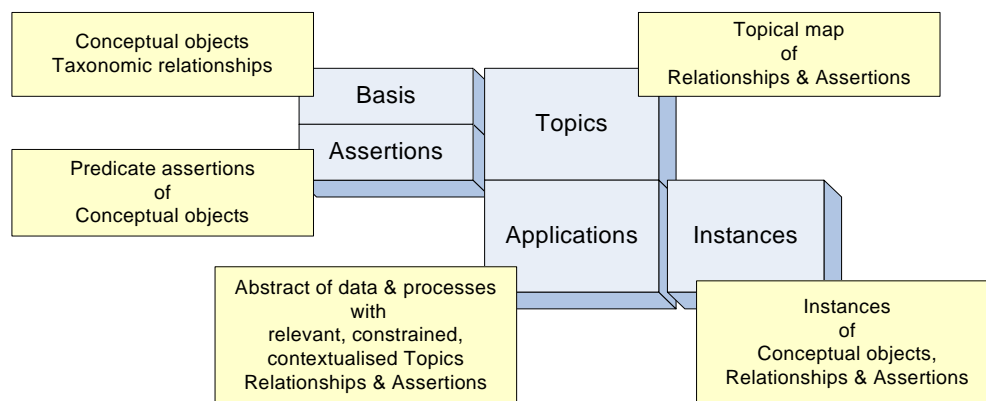 Conceptual objects
Taxonomic relationships
Topical map
of
Relationships & Assertions
Basis
Topics
Assertions
Predicate assertions
of
Conceptual objects
Applications
Instances
Abstract of data & processes
with
relevant, constrained,
contextualised Topics
Relationships & Assertions
Instances
of
Conceptual objects,
Relationships & Assertions